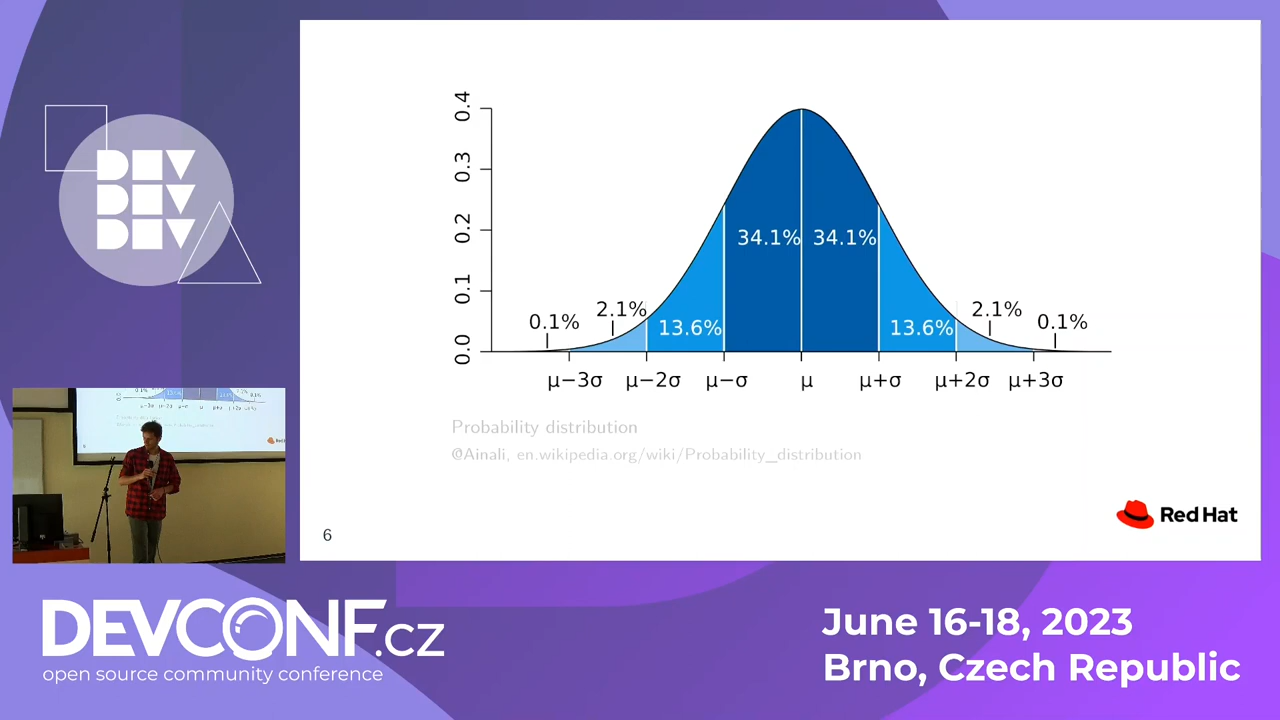 DEV
DEV
DEV
0.4
0.3
0.2
0.1
0.0
34.1% 34.1%
0.1% 2.1% 13.6% 13.6% 2.1% 0.1%
μ−3σ μ−2σ μ−σ μ μ+σ μ+2σ μ+3σ
Probability distribution
@Ainali, en.wikipedia.org/wiki/Probability_distribution
6
Red Hat
DEVCONF.cz
open source community conference
June 16-18, 2023
Brno, Czech Republic